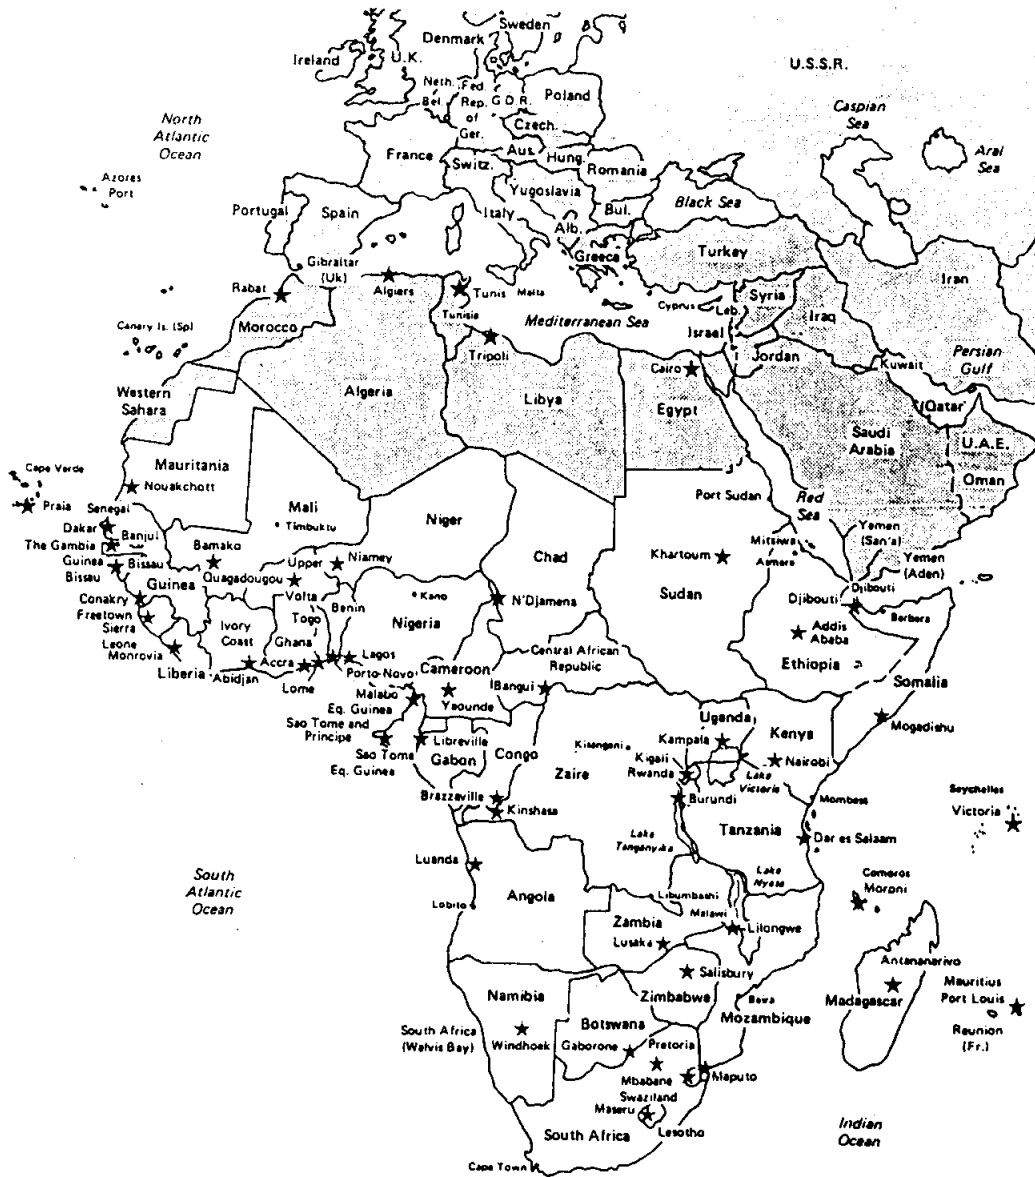 Sweden
Denmark
Ireland
U.K.
U.S.S.R.
Neth.
Fed.
Rep.
of
Ger.
G.D.R.
Poland
Bel.
Czech.
North
Atlantic
Ocean
Caspian
Sea
Aral
Sea
France
Switz.
Aus.
Hung.
Romania
Azores
Port
Yugoslavia
Portugal
Spain
Italy
Bul.
Black Sea
Alb.
Greece
Turkey
Gibraltar
(Uk)
Iran
Rabat
Algiers
Tunis
Malta
Cyprus
Leb.
Syria
Iraq
Canary Is. (Sp)
Morocco
Tunisia
Mediterranean Sea
Israel
Tripoli
Jordan
Kuwait
Persian
Gulf
Western
Sahara
Algeria
Libya
Cairo
Egypt
Qatar
Saudi
Arabia
U.A.E.
Oman
Cape Verde
Mauritania
Nouakchott
Praia
Senegal
Dakar
Banjul
The Gambia
Guinea
Bissau
Bissau
Mali
Timbuktu
Niger
Port Sudan
Red
Sea
Bamako
Upper
Volta
Niamey
Chad
Khartoum
Mitsiwa
Asmera
Yemen
(San'a)
Yemen
(Aden)
Guinea
Quagadougou
Conakry
Freetown
Sierra
Leone
Monrovia
Ivory
Coast
Ghana
Togo
Benin
Kano
Nigeria
N'Djamena
Sudan
Djibouti
Djibouti
Berbera
Addis
Ababa
Ethiopia
Liberia
Abidjan
Accra
Lome
Lagos
Porto-Novo
Cameroon
Central African
Republic
Bangui
Somalia
Malabo
Eq. Guinea
Yaounde
Sao Tome and
Principe
Sao Tome
Eq. Guinea
Libreville
Gabon
Congo
Kisangani
Uganda
Kampala
Kenya
Mogadishu
Kigali
Rwanda
Nairobi
Zaire
Lake
Victoria
Brazzaville
Kinshasa
Burundi
Mombasa
Seychelles
Victoria
Tanzania
Dar es Salaam
Lake
Tanganyika
Luanda
South
Atlantic
Ocean
Angola
Lake
Nyasa
Comoros
Moroni
Lobito
Libumbashi
Zambia
Malawi
Lilongwe
Lusaka
Salisbury
Antananarivo
Namibia
Zimbabwe
Beira
Madagascar
Mauritius
Port Louis
Mozambique
Reunion
(Fr.)
South Africa
(Walvis Bay)
Windhoek
Botswana
Gaborone
Pretoria
Mbabane
Swaziland
Maputo
Maseru
Lesotho
South Africa
Indian
Ocean
Cape Town